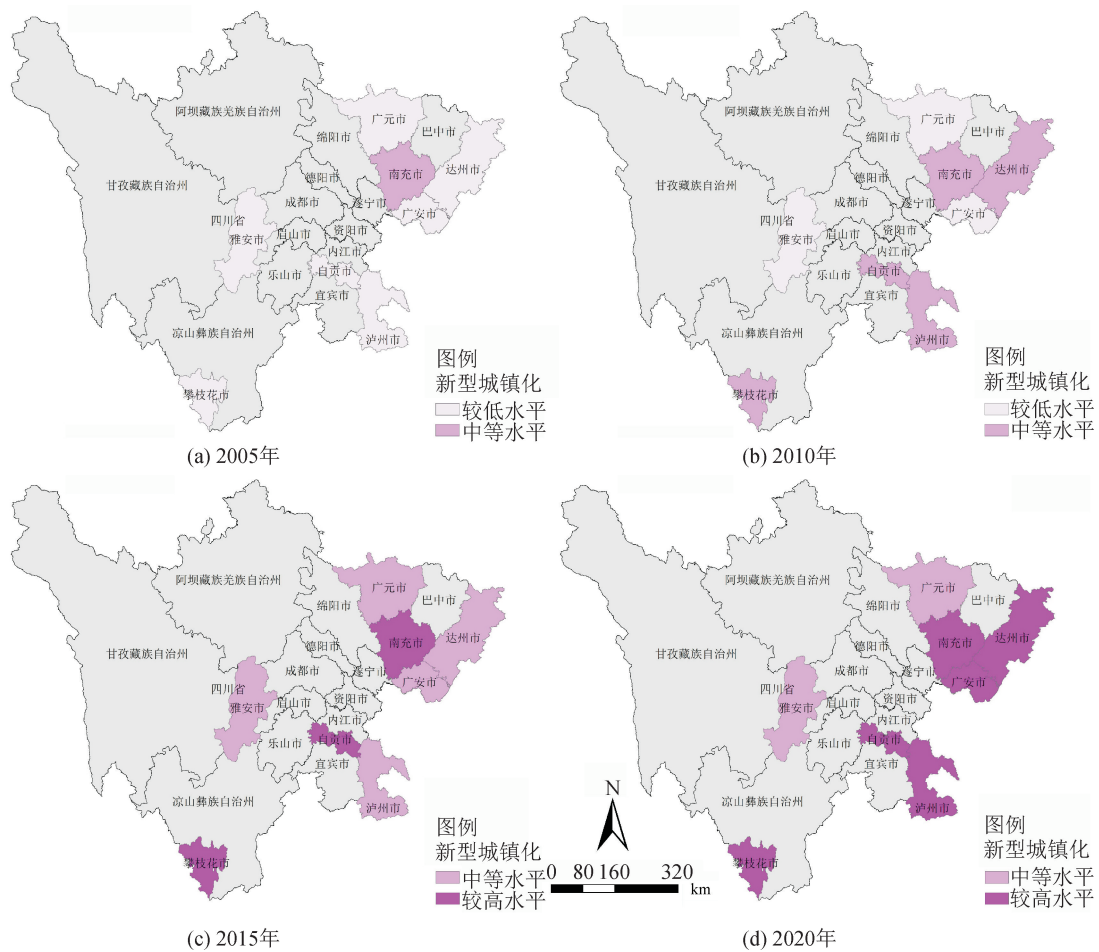 阿坝藏族羌族自治州
广元市
巴中市
绵阳市
达州市
甘孜藏族自治州
德阳市
南充市
成都市
遂宁市
四川省
广安市
雅安市
眉山市
资阳市
内江市
乐山市
自贡市
宜宾市
凉山彝族自治州
泸州市
攀枝花市
图例
新型城镇化
较低水平
中等水平
(a) 2005年
阿坝藏族羌族自治州
广元市
巴中市
绵阳市
达州市
甘孜藏族自治州
德阳市
南充市
成都市
遂宁市
四川省
广安市
雅安市
眉山市
资阳市
内江市
乐山市
自贡市
宜宾市
凉山彝族自治州
泸州市
攀枝花市
图例
新型城镇化
较低水平
中等水平
(b) 2010年
阿坝藏族羌族自治州
广元市
巴中市
绵阳市
达州市
甘孜藏族自治州
德阳市
南充市
成都市
遂宁市
四川省
广安市
雅安市
眉山市
资阳市
内江市
乐山市
自贡市
宜宾市
凉山彝族自治州
泸州市
攀枝花市
图例
新型城镇化
中等水平
较高水平
(c) 2015年
N
0 80 160 320
km
阿坝藏族羌族自治州
广元市
巴中市
绵阳市
达州市
甘孜藏族自治州
德阳市
南充市
成都市
遂宁市
四川省
广安市
雅安市
眉山市
资阳市
内江市
乐山市
自贡市
宜宾市
凉山彝族自治州
泸州市
攀枝花市
图例
新型城镇化
中等水平
较高水平
(d) 2020年